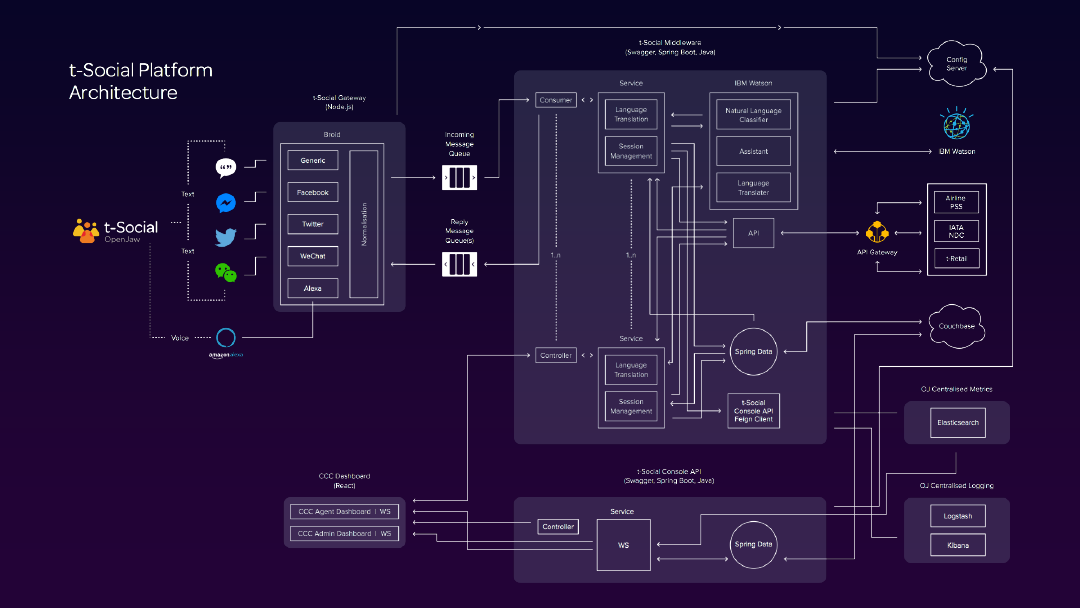 t-Social Platform
Architecture
t-Social
OpenJaw
Text
Text
Voice
amazon alexa
t-Social Gateway
(Node.js)
Broid
Generic
Facebook
Twitter
WeChat
Alexa
Normalisation
Incoming
Message
Queue
Reply
Message
Queue(s)
t-Social Middleware
(Swagger, Spring Boot, Java)
Consumer
1..n
Controller
Service
Language
Translation
Session
Management
1..n
Service
Language
Translation
Session
Management
IBM Watson
Natural Language
Classifier
Assistant
Language
Translater
API
Spring Data
t-Social
Console API
Feign Client
Config
Server
IBM Watson
API Gateway
Airline
PSS
IATA
NDC
t-Retail
Couchbase
OJ Centralised Metrics
Elasticsearch
OJ Centralised Logging
Logstash
Kibana
CCC Dashboard
(React)
CCC Agent Dashboard | WS
CCC Admin Dashboard | WS
t-Social Console API
(Swagger, Spring Boot, Java)
Controller
Service
WS
Spring Data